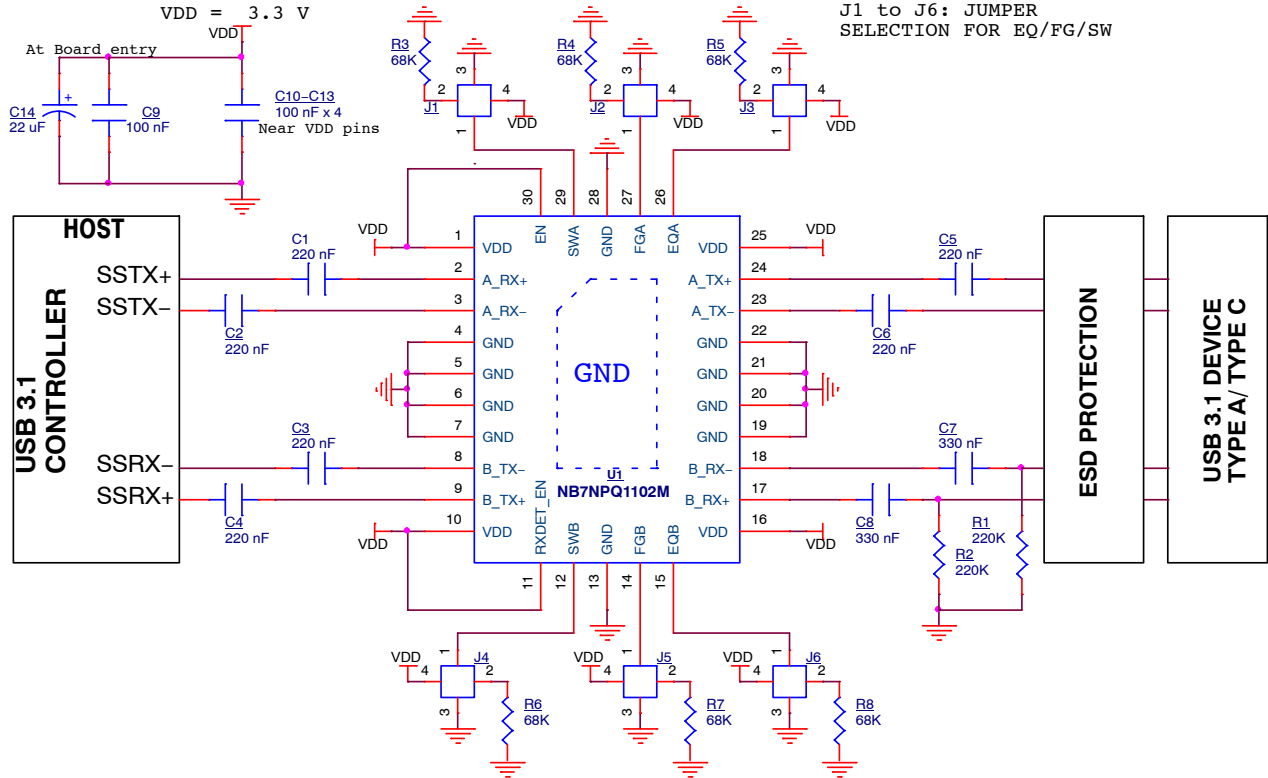 VDD = 3.3 V
VDD
At Board entry
C14
22 uF
+
C9
100 nF
C10-C13
100 nF x 4
Near VDD pins
J1 to J6: JUMPER
SELECTION FOR EQ/FG/SW
R3
68K
J1
1
2
3
4
VDD
R4
68K
J2
1
2
3
4
VDD
R5
68K
J3
1
2
3
4
VDD
HOST
USB 3.1
CONTROLLER
SSTX+
SSTX-
SSRX-
SSRX+
C1
220 nF
C2
220 nF
C3
220 nF
C4
220 nF
VDD
VDD
30
29
28
27
26
EN
SWA
GND
FGA
EQA
1 VDD
2 A_RX+
3 A_RX-
4 GND
5 GND
6 GND
7 GND
8 B_TX-
9 B_TX+
10 VDD
GND
U1
NB7NPQ1102M
VDD 25
A_TX+ 24
A_TX- 23
GND 22
GND 21
GND 20
GND 19
B_RX- 18
B_RX+ 17
VDD 16
RXDET_EN
SWB
GND
FGB
EQB
11
12
13
14
15
VDD
VDD
C5
220 nF
C6
220 nF
C7
330 nF
C8
330 nF
R1
220K
R2
220K
ESD PROTECTION
USB 3.1 DEVICE
TYPE A/ TYPE C
VDD
J4
1
4
2
3
R6
68K
VDD
J5
1
4
2
3
R7
68K
VDD
J6
1
4
2
3
R8
68K